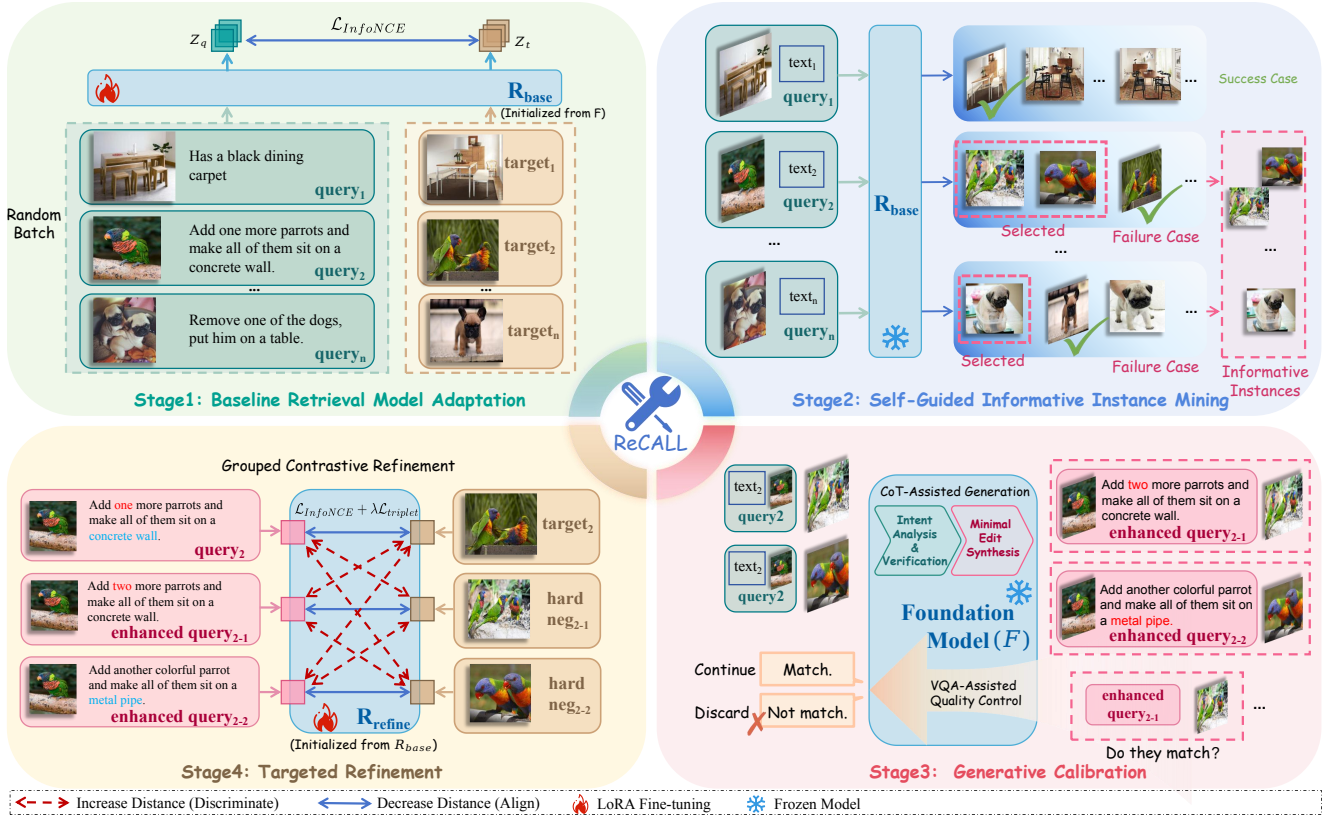 Z_q
L_InfoNCE
Z_t
R_base
(Initialized from F)
Random
Batch
Has a black dining
carpet
query_1
target_1
Add one more parrots and
make all of them sit on a
concrete wall.
query_2
target_2
...
...
Remove one of the dogs,
put him on a table.
query_n
target_n
Stage1: Baseline Retrieval Model Adaptation
text_1
query_1
text_2
query_2
...
text_n
query_n
R_base
...
...
Success Case
...
Selected
Failure Case
...
...
...
Selected
Failure Case
Informative
Instances
Stage2: Self-Guided Informative Instance Mining
ReCALL
Grouped Contrastive Refinement
Add one more parrots and
make all of them sit on a
concrete wall.
query_2
Add two more parrots and
make all of them sit on a
concrete wall.
enhanced query_2-1
Add another colorful parrot
and make all of them sit on a
metal pipe.
enhanced query_2-2
L_InfoNCE + λL_triplet
R_refine
(Initialized from R_base)
target_2
hard
neg_2-1
hard
neg_2-2
Stage4: Targeted Refinement
text_2
query2
text_2
query2
CoT-Assisted Generation
Intent
Analysis
&
Verification
Minimal
Edit
Synthesis
Foundation
Model (F)
VQA-Assisted
Quality Control
Continue
Match.
Discard
Not match.
Add two more parrots and
make all of them sit on a
concrete wall.
enhanced query_2-1
Add another colorful parrot
and make all of them sit on
a metal pipe.
enhanced query_2-2
enhanced
query_2-1
...
Do they match?
Stage3: Generative Calibration
Increase Distance (Discriminate)
Decrease Distance (Align)
LoRA Fine-tuning
Frozen Model